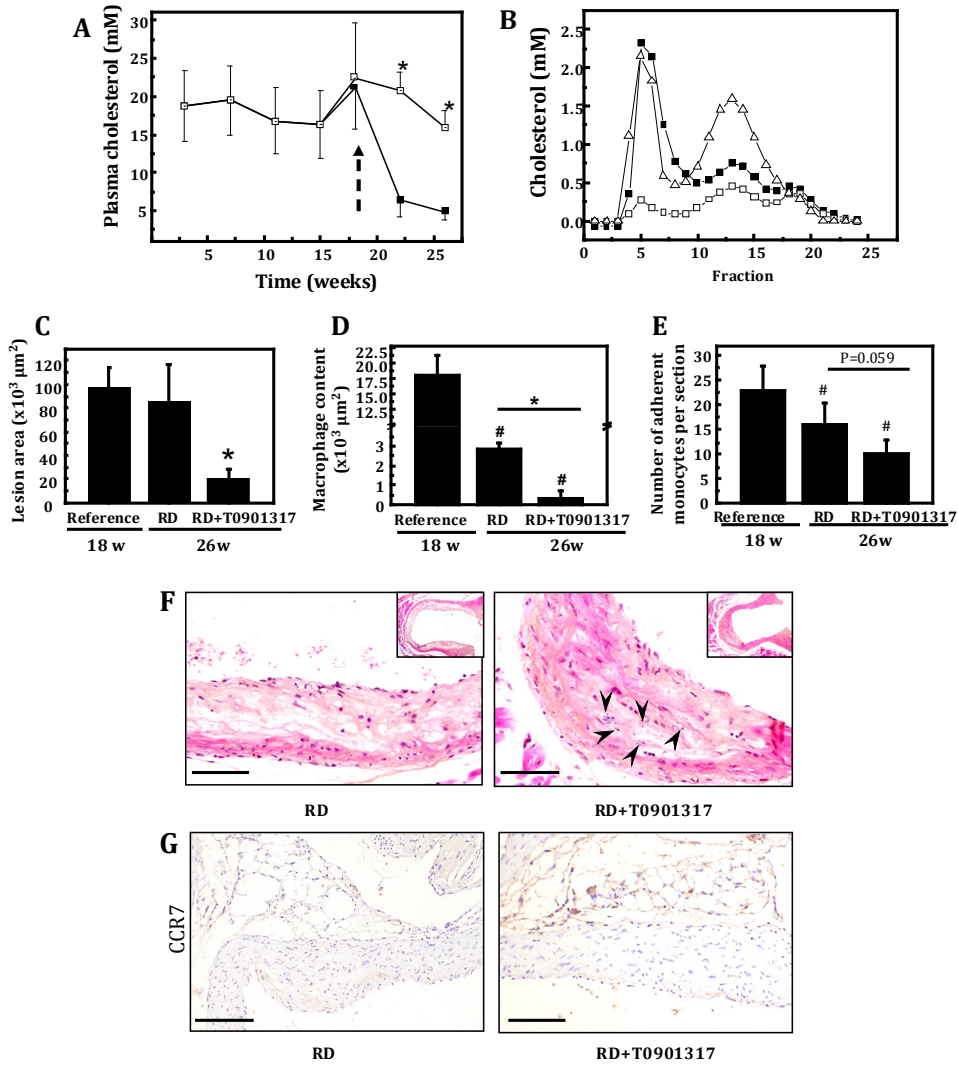 A
Plasma cholesterol (mM)
30
25
20
15
10
5
*
*
5
10
15
20
25
Time (weeks)
B
Cholesterol (mM)
2.5
2.0
1.5
1.0
0.5
0.0
0
5
10
15
20
25
Fraction
C
Lesion area (x10³ µm²)
120
100
80
60
40
20
0
*
Reference
RD
RD+T0901317
18 w
26w
D
Macrophage content
(x10³ µm²)
22.5
20.0
17.5
15.0
12.5
3
2
1
0
#
*
#
Reference
RD
RD+T0901317
18 w
26w
E
Number of adherent
monocytes per section
30
25
20
15
10
5
0
P=0.059
#
#
Reference
RD
RD+T0901317
18 w
26w
F
RD
RD+T0901317
G
CCR7
RD
RD+T0901317